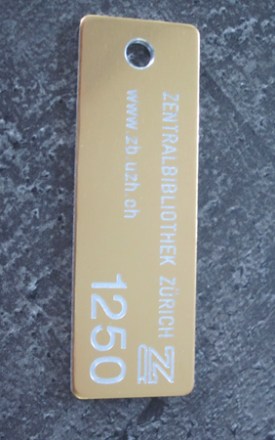 ZENTRALBIBLIOTHEK ZÜRICH Z
www.zb.uzh.ch 1250